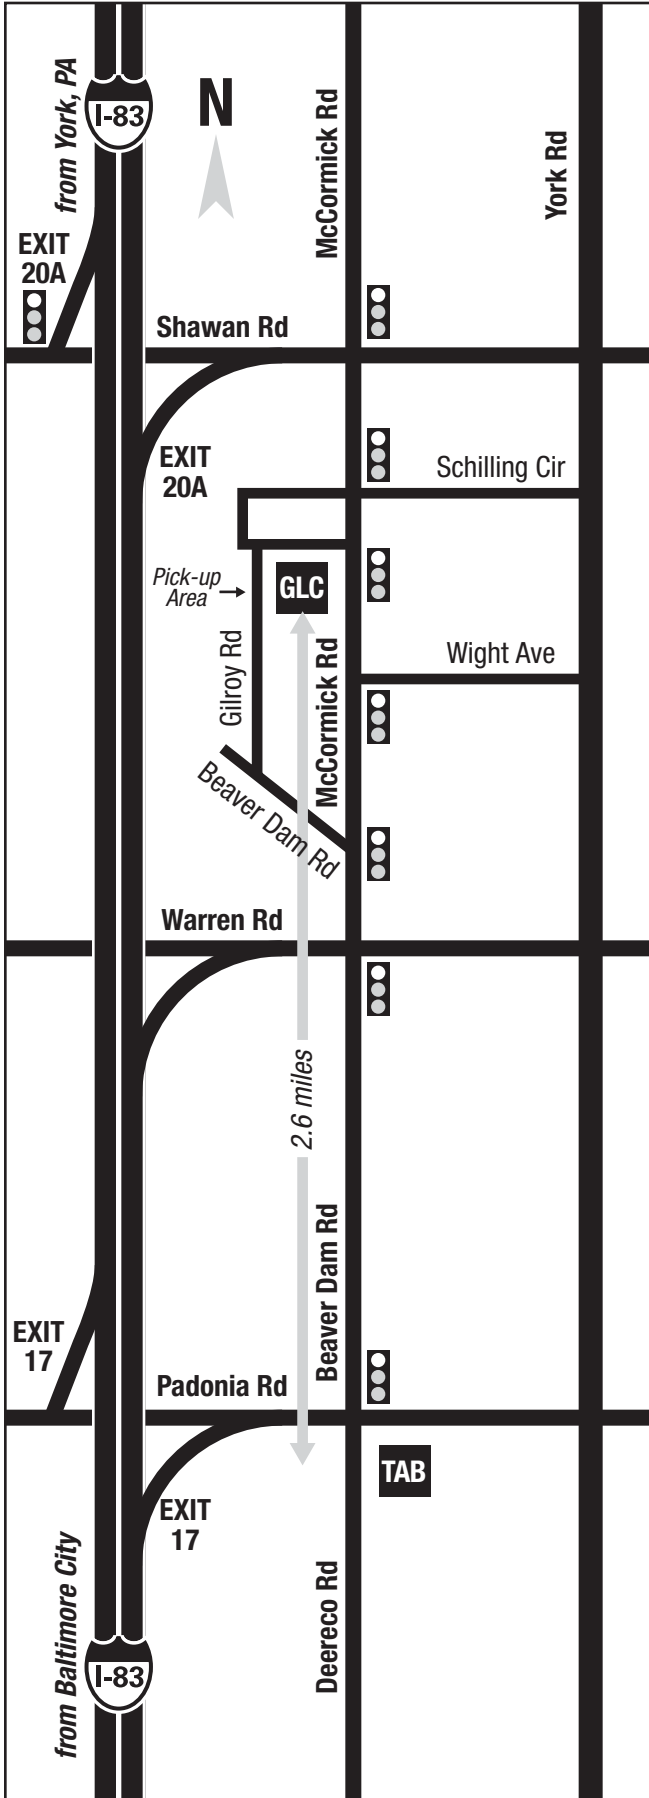 from York, PA
I-83
N
McCormick Rd
York Rd
EXIT
20A
Shawan Rd
EXIT
20A
Schilling Cir
Pick-up
Area
GLC
Gilroy Rd
McCormick Rd
Wight Ave
Beaver Dam Rd
Warren Rd
2.6 miles
Beaver Dam Rd
EXIT
17
Padonia Rd
TAB
EXIT
17
from Baltimore City
I-83
Deereco Rd